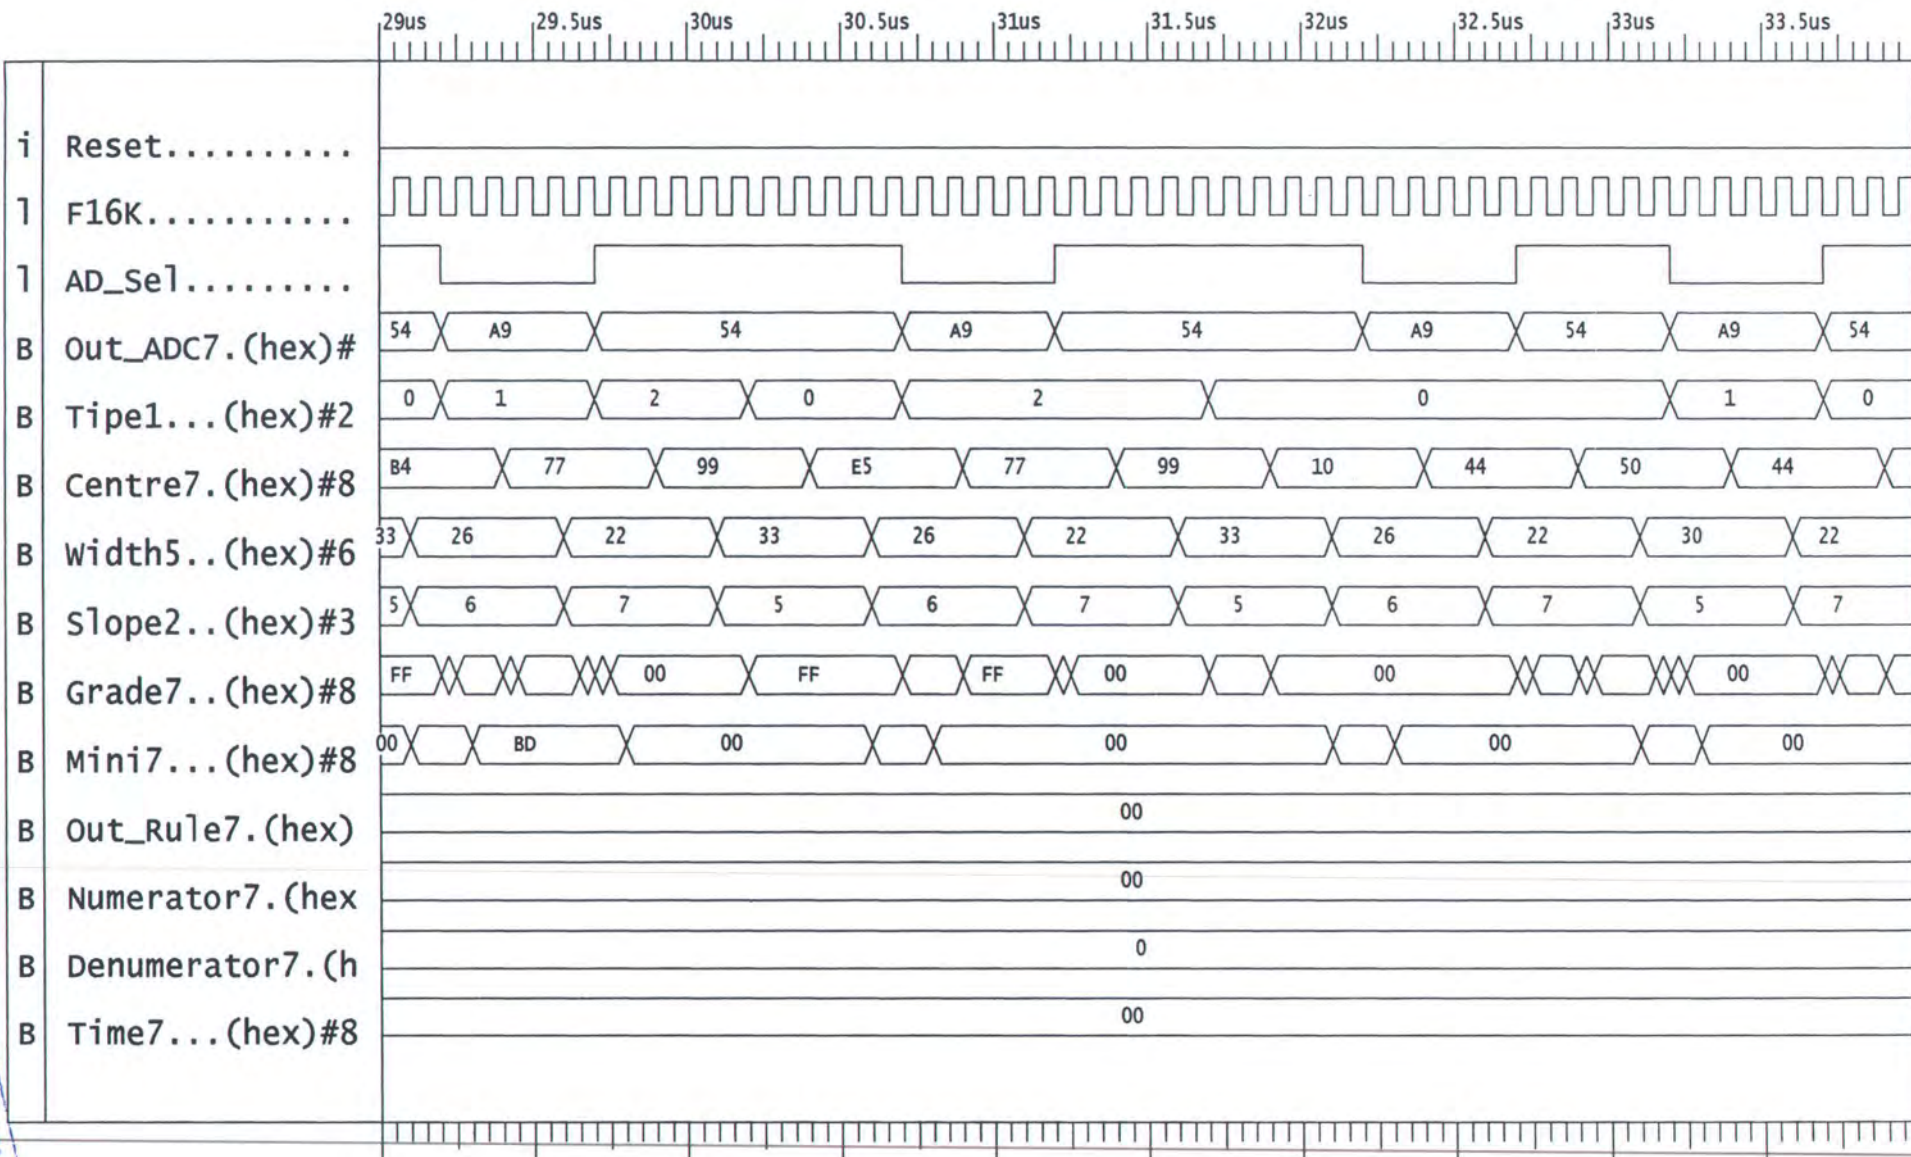 29us 29.5us 30us 30.5us 31us 31.5us 32us 32.5us 33us 33.5us
i Reset..........
l F16K...........
l AD_Sel.........
B Out_ADC7.(hex)# 54 A9 54 A9 54 A9 54 A9 54
B Tipe1...(hex)#2 0 1 2 0 2 0 1 0
B Centre7.(hex)#8 B4 77 99 E5 77 99 10 44 50 44
B Width5..(hex)#6 33 26 22 33 26 22 33 26 22 30 22
B Slope2..(hex)#3 5 6 7 5 6 7 5 6 7 5 7
B Grade7..(hex)#8 FF 00 FF FF 00 00 00
B Mini7...(hex)#8 00 BD 00 00 00 00
B Out_Rule7.(hex) 00
B Numerator7.(hex 00
B Denumerator7.(h 0
B Time7...(hex)#8 00